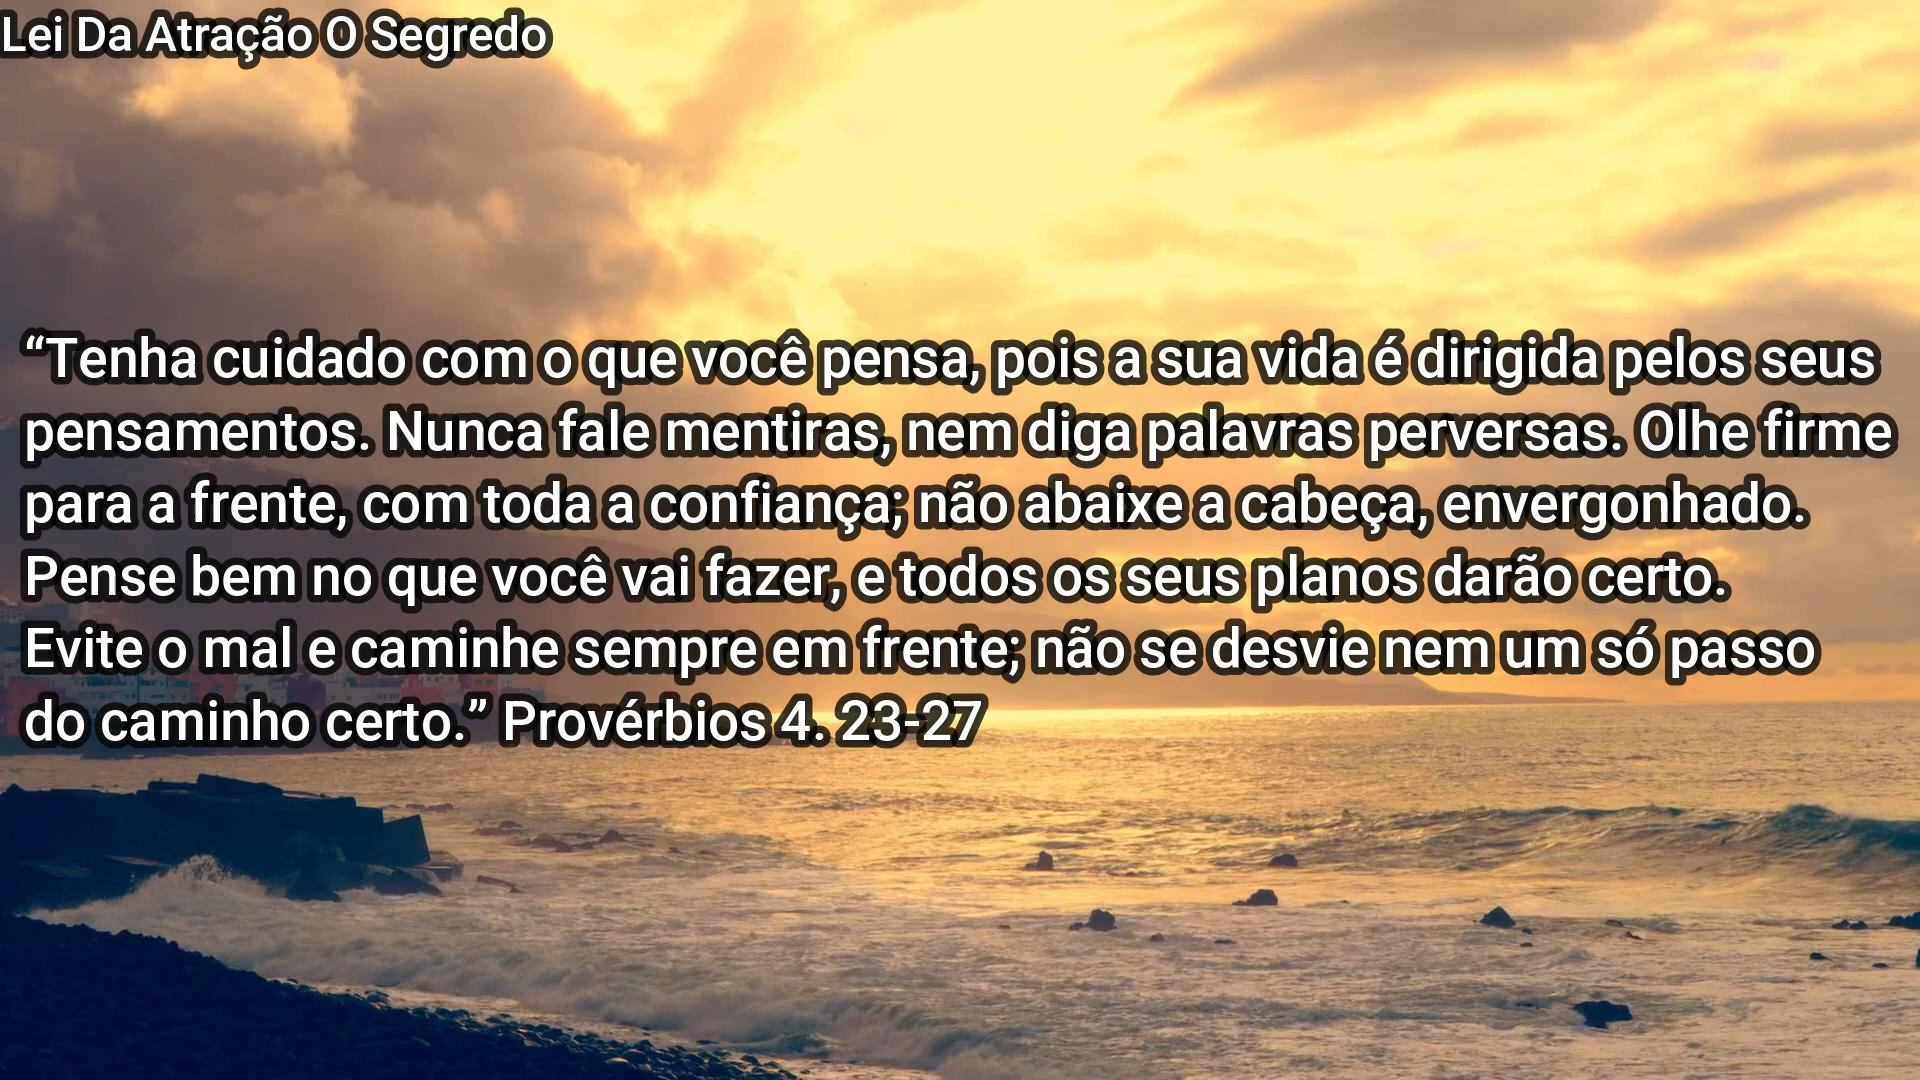 Lei Da Atração O Segredo
“Tenha cuidado com o que você pensa, pois a sua vida é dirigida pelos seus
pensamentos. Nunca fale mentiras, nem diga palavras perversas. Olhe firme
para a frente, com toda a confiança; não abaixe a cabeça, envergonhado.
Pense bem no que você vai fazer, e todos os seus planos darão certo.
Evite o mal e caminhe sempre em frente; não se desvie nem um só passo
do caminho certo.” Provérbios 4. 23-27